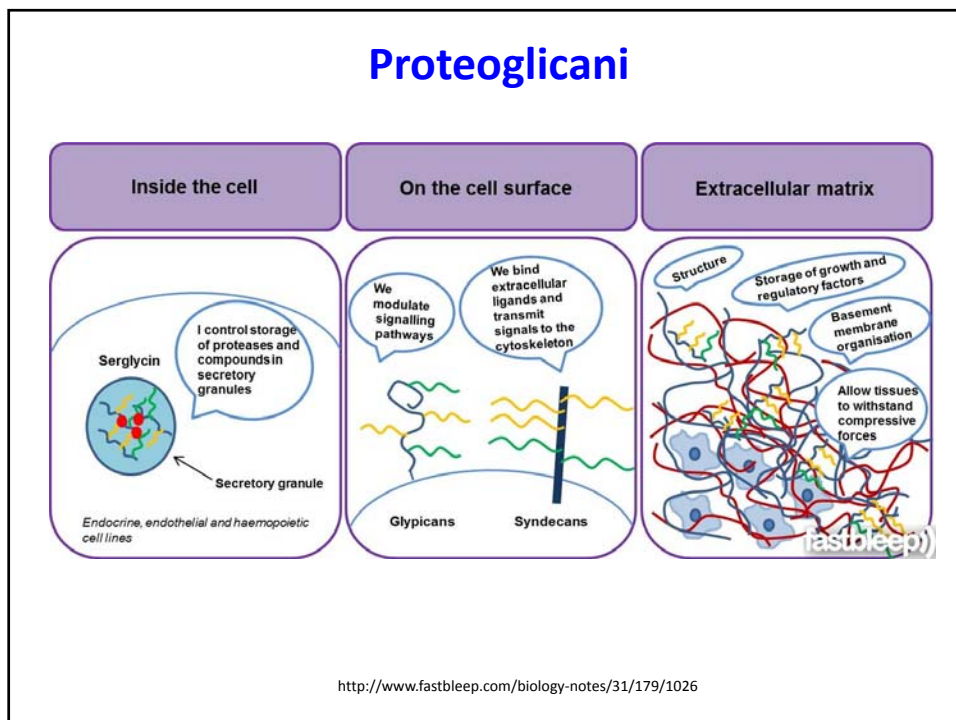 Proteoglicani
Inside the cell
Serglycin
I control storage
of proteases and
compounds in
secretory
granules
Secretory granule
Endocrine, endothelial and haemopoietic
cell lines
On the cell surface
We
modulate
signalling
pathways
We bind
extracellular
ligands and
transmit
signals to the
cytoskeleton
Glypicans
Syndecans
Extracellular matrix
Structure
Storage of growth and
regulatory factors
Basement
membrane
organisation
Allow tissues
to withstand
compressive
forces
fastbleep))
http://www.fastbleep.com/biology-notes/31/179/1026